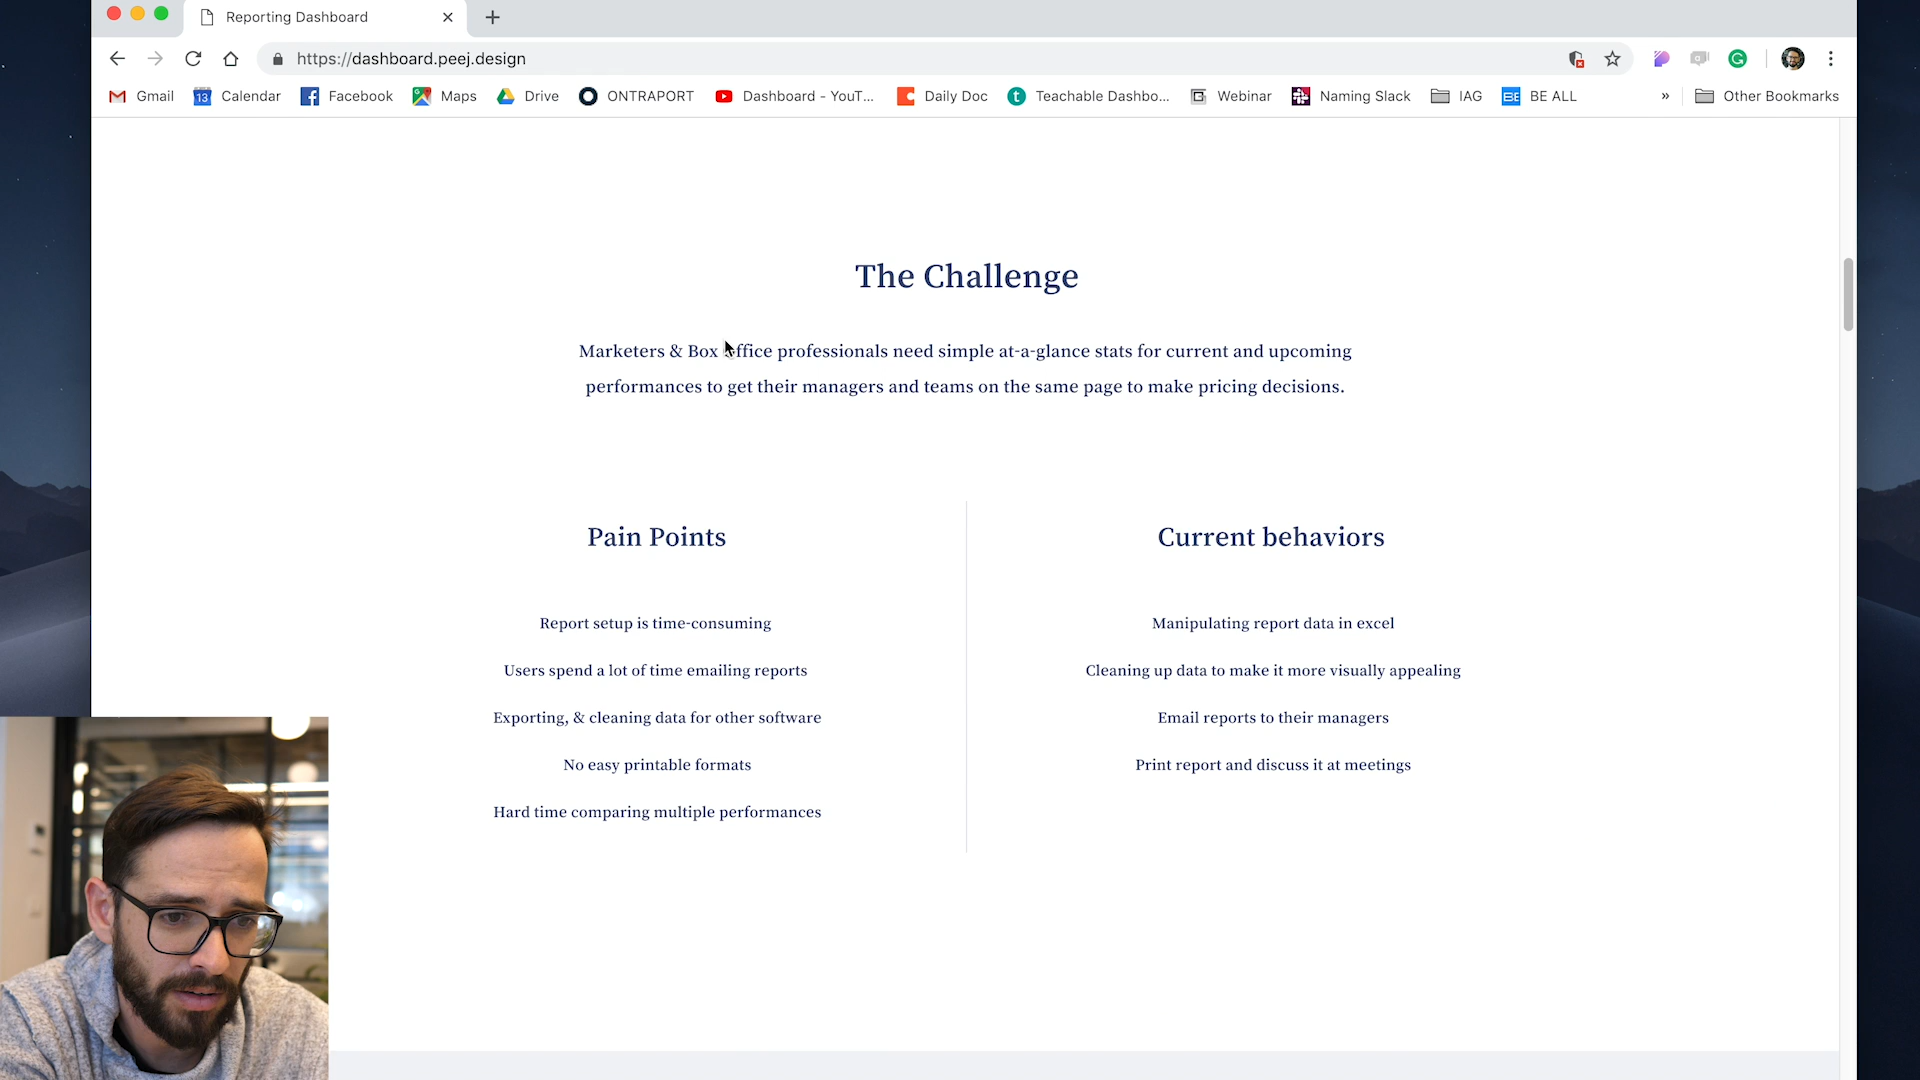 Reporting Dashboard
https://dashboard.peej.design
Gmail
13
Calendar
Facebook
Maps
Drive
ONTRAPORT
Dashboard - YouT...
Daily Doc
t
Teachable Dashbo...
Webinar
Naming Slack
IAG
BE
BE ALL
»
Other Bookmarks
The Challenge
Marketers & Box office professionals need simple at-a-glance stats for current and upcoming
performances to get their managers and teams on the same page to make pricing decisions.
Pain Points
Report setup is time-consuming
Users spend a lot of time emailing reports
Exporting, & cleaning data for other software
No easy printable formats
Hard time comparing multiple performances
Current behaviors
Manipulating report data in excel
Cleaning up data to make it more visually appealing
Email reports to their managers
Print report and discuss it at meetings